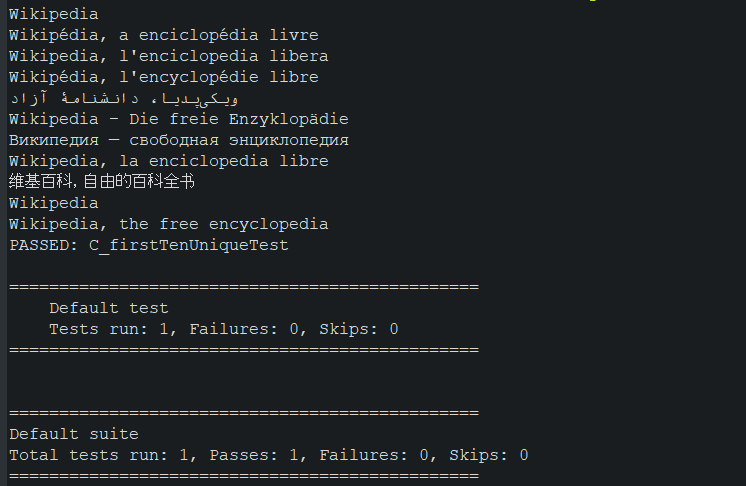 Wikipedia
Wikipédia, a enciclopédia livre
Wikipedia, l'enciclopedia libera
Wikipédia, l'encyclopédie libre
ویکی‌پدیا، دانشنامهٔ آزاد
Wikipedia – Die freie Enzyklopädie
Википедия — свободная энциклопедия
Wikipedia, la enciclopedia libre
维基百科，自由的百科全书
Wikipedia
Wikipedia, the free encyclopedia
PASSED: C_firstTenUniqueTest
===============================================
    Default test
    Tests run: 1, Failures: 0, Skips: 0
===============================================
===============================================
Default suite
Total tests run: 1, Passes: 1, Failures: 0, Skips: 0
===============================================